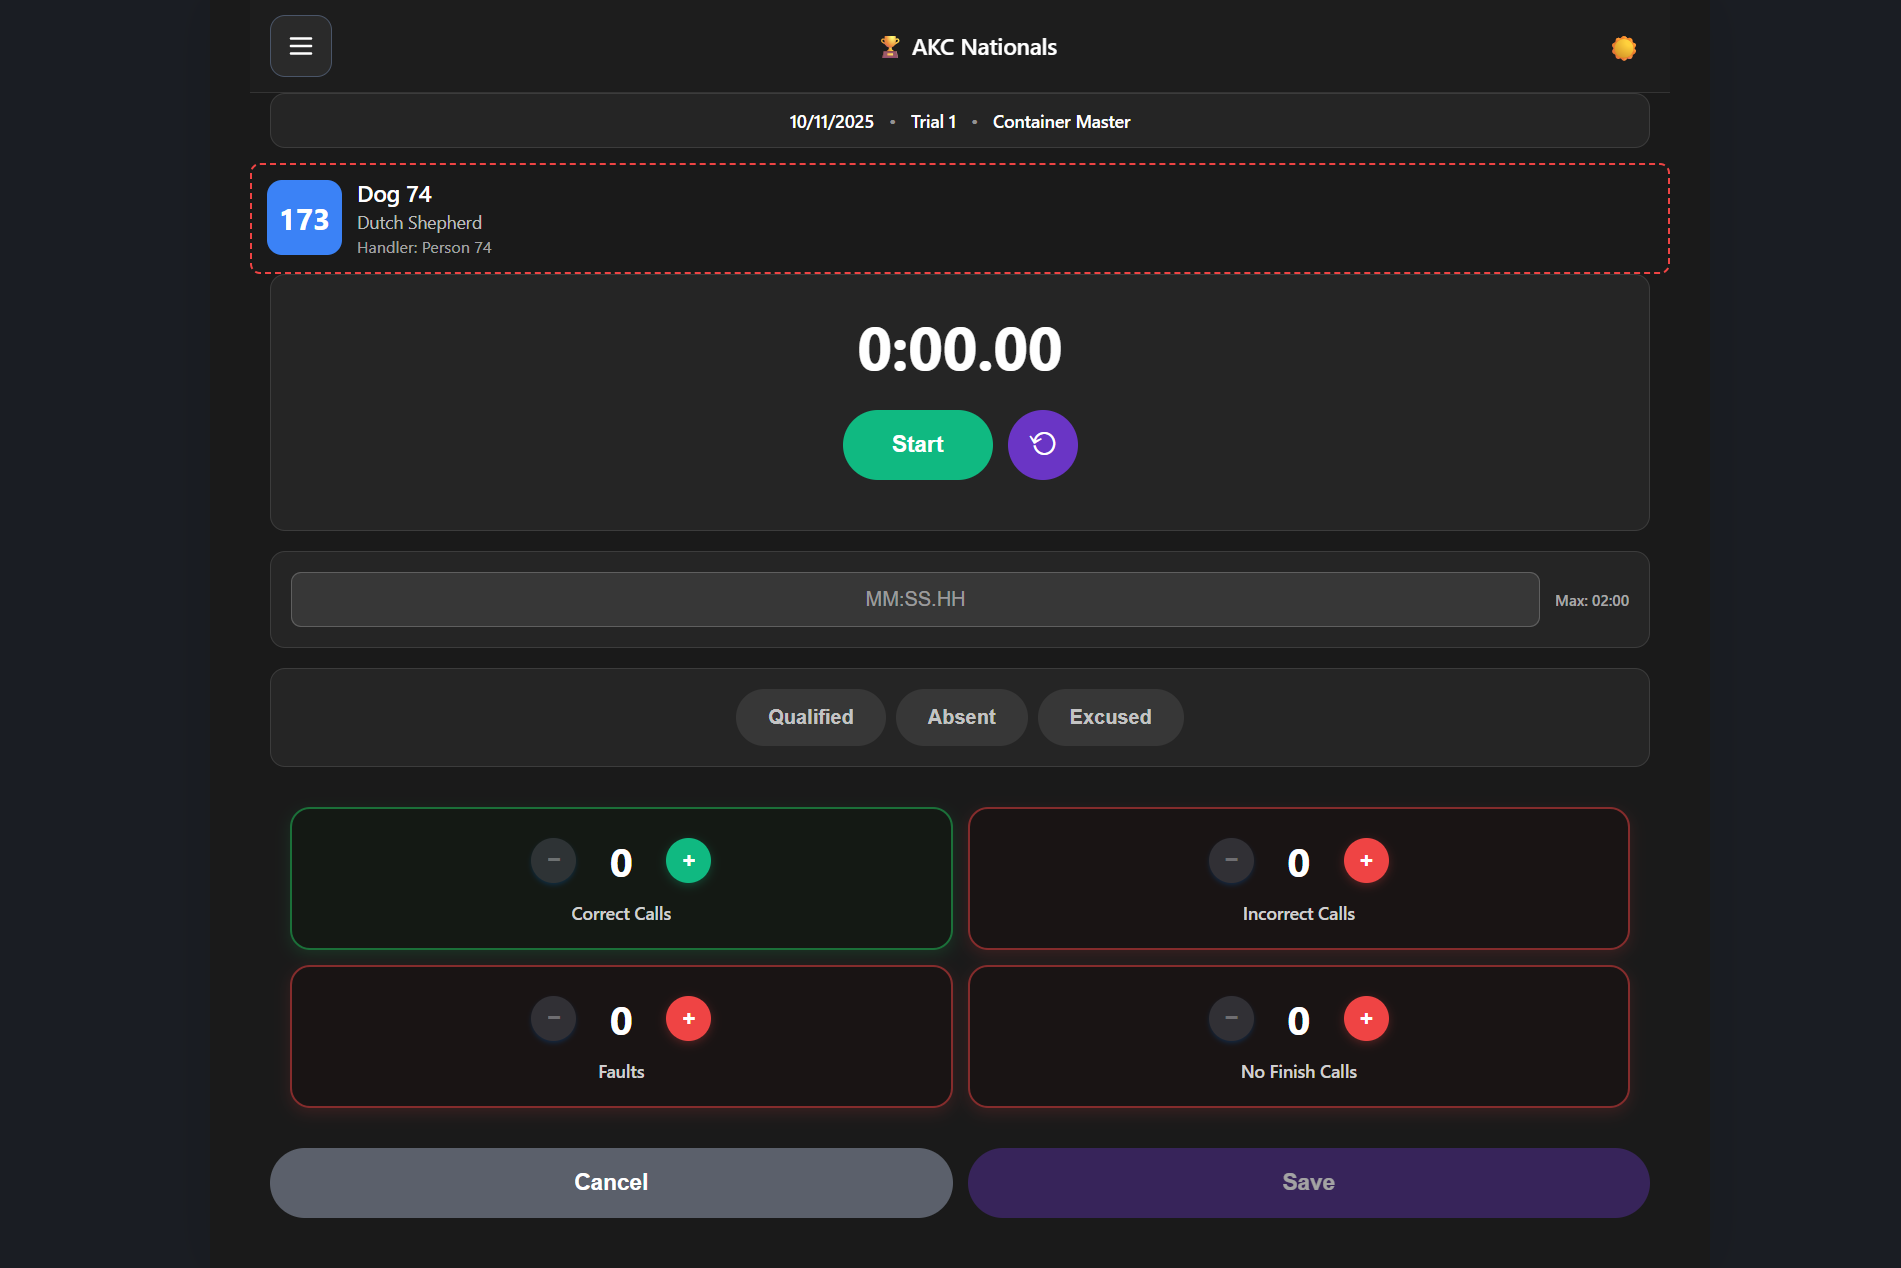 AKC Nationals
10/11/2025 • Trial 1 • Container Master
173
Dog 74
Dutch Shepherd
Handler: Person 74
0:00.00
Start
MM:SS.HH
Max: 02:00
Qualified Absent Excused
− 0 +
Correct Calls
− 0 +
Incorrect Calls
− 0 +
Faults
− 0 +
No Finish Calls
Cancel Save